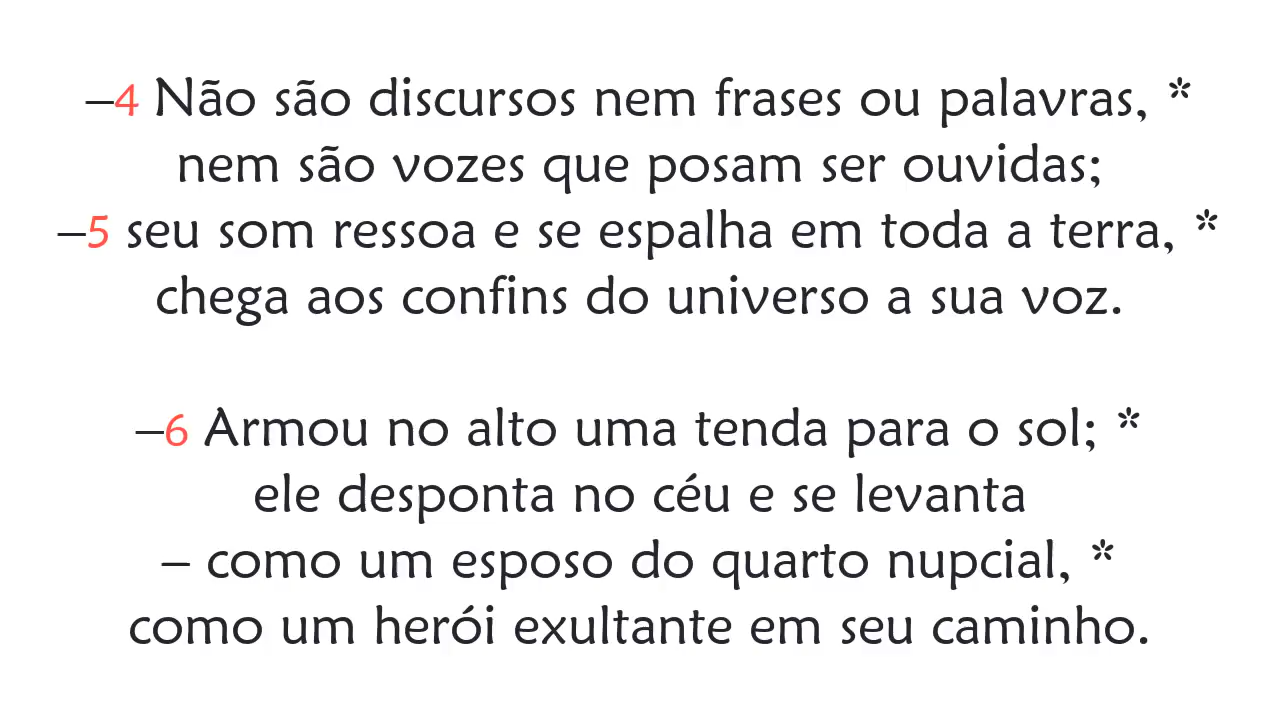 –4 Não são discursos nem frases ou palavras, *
nem são vozes que posam ser ouvidas;
–5 seu som ressoa e se espalha em toda a terra, *
chega aos confins do universo a sua voz.
–6 Armou no alto uma tenda para o sol; *
ele desponta no céu e se levanta
– como um esposo do quarto nupcial, *
como um herói exultante em seu caminho.